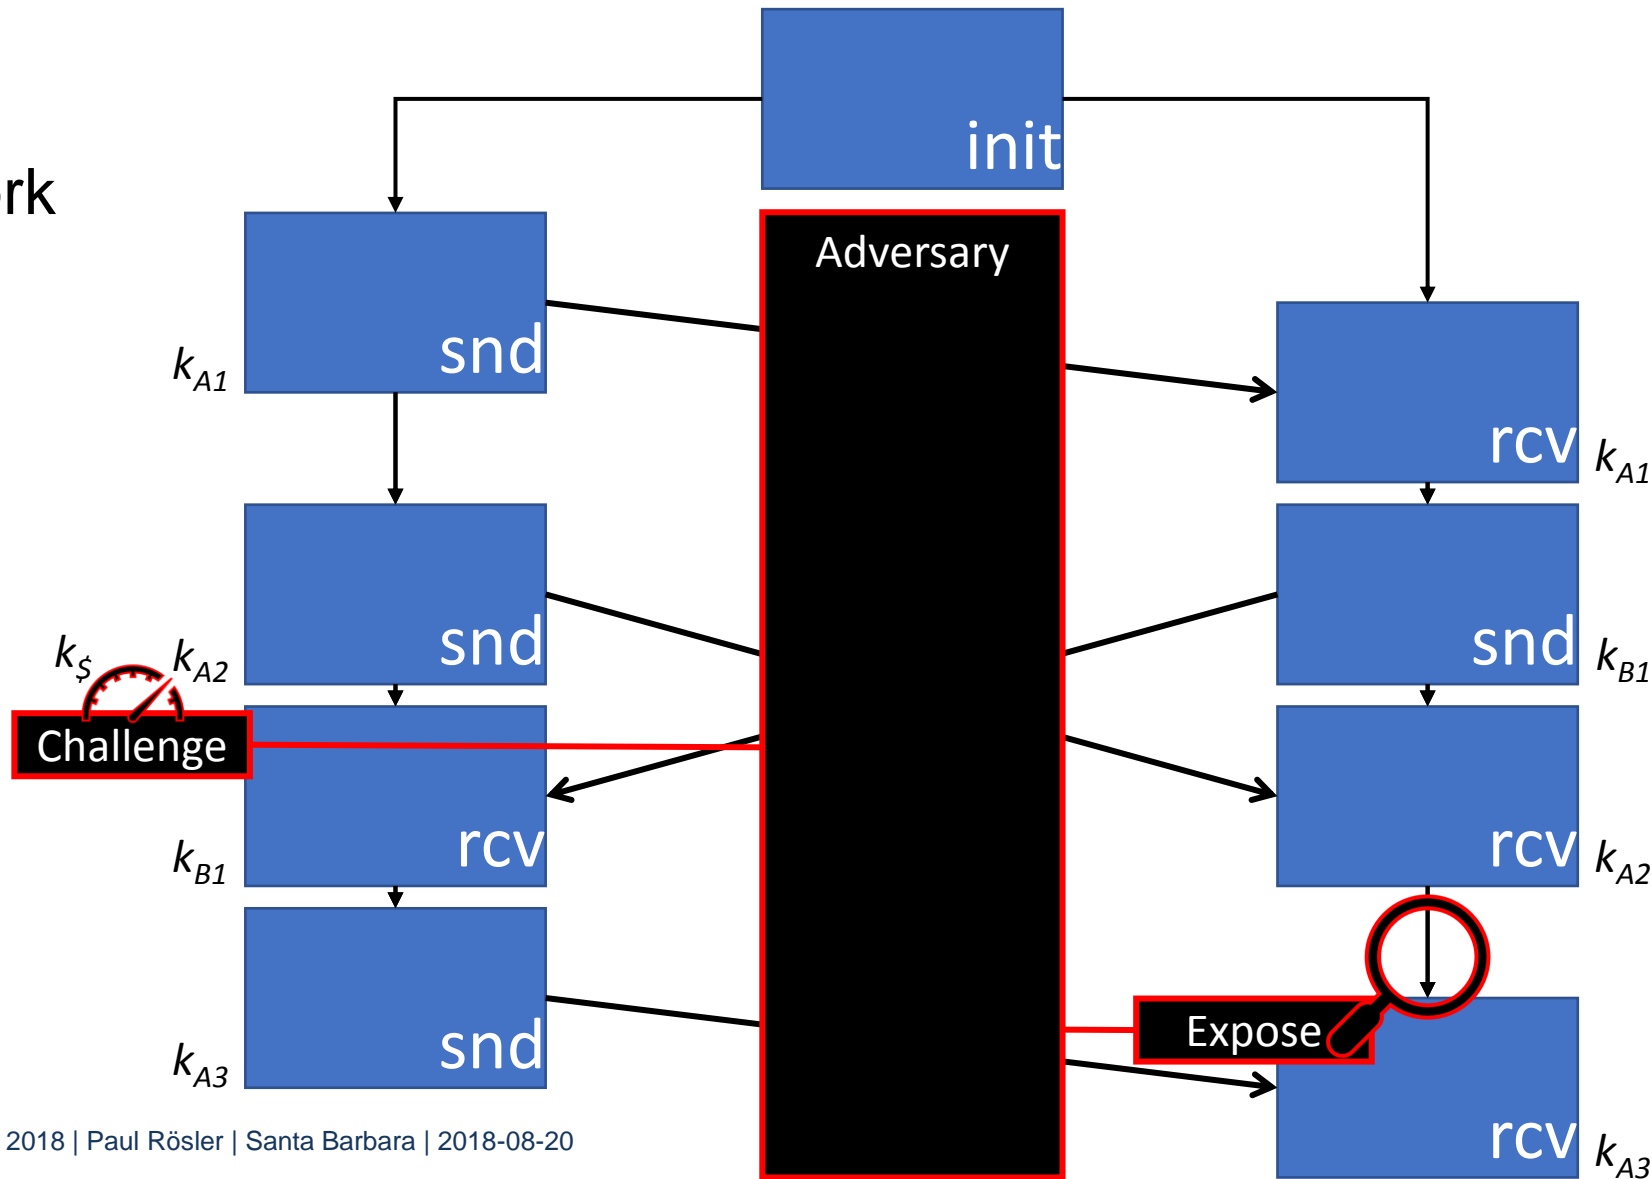 init
rk
Adversary
snd
k_A1
rcv
k_A1
snd
k_$
k_A2
snd
k_B1
Challenge
rcv
k_B1
rcv
k_A2
snd
k_A3
Expose
rcv
k_A3
2018 | Paul Rösler | Santa Barbara | 2018-08-20